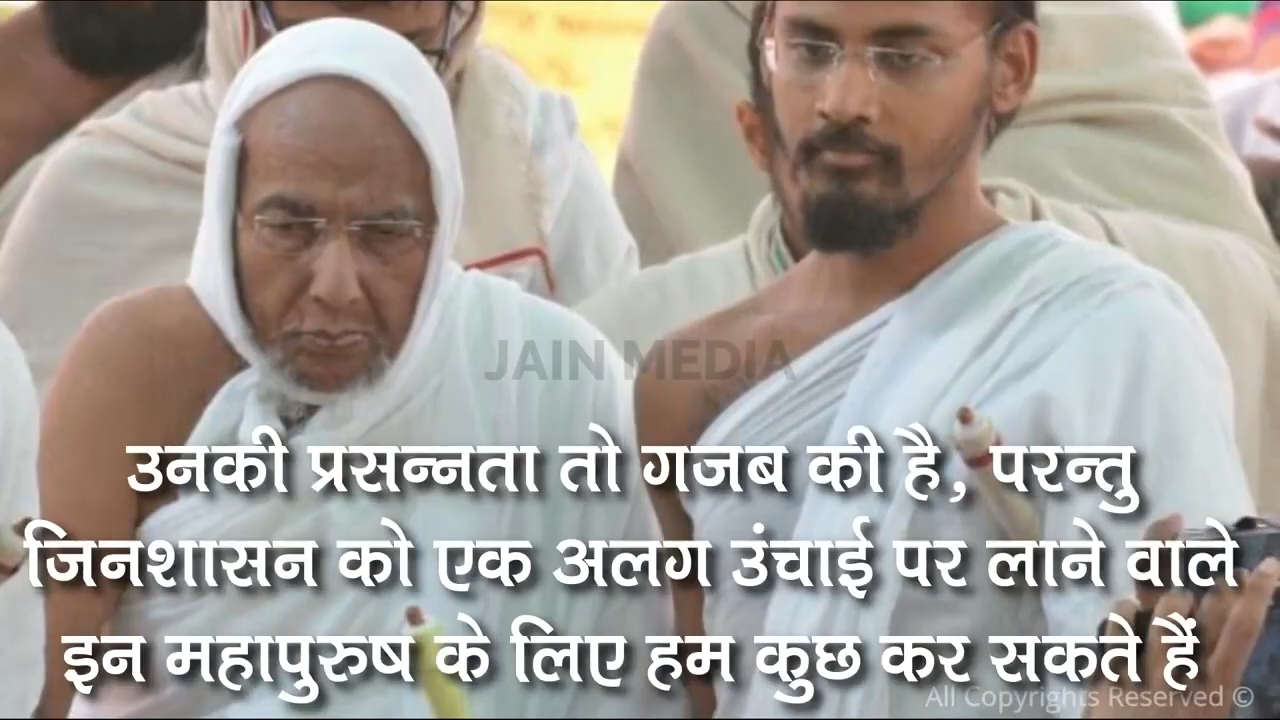 JAIN MEDIA
उनकी प्रसन्नता तो गजब की है, परन्तु
जिनशासन को एक अलग उंचाई पर लाने वाले
इन महापुरुष के लिए हम कुछ कर सकते हैं
All Copyrights Reserved ©